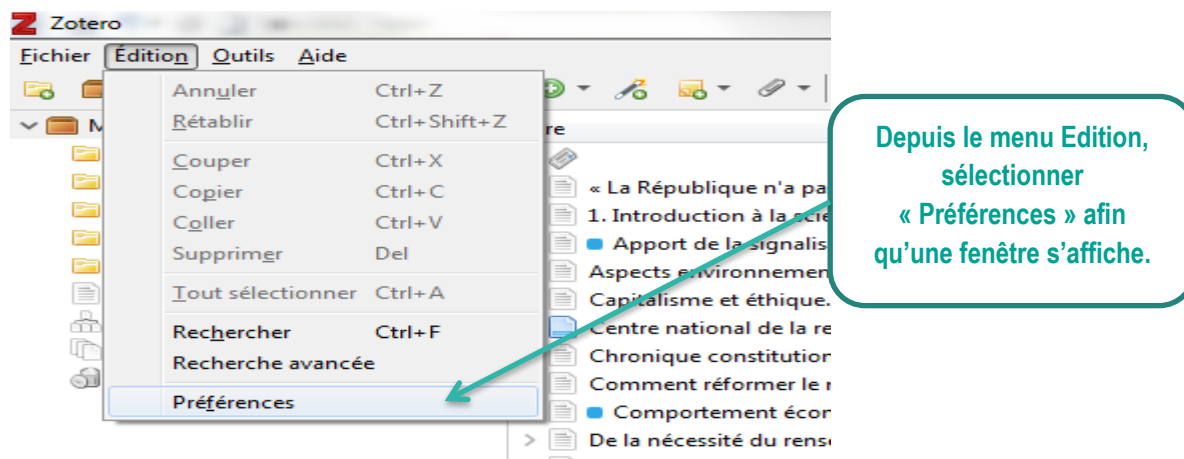 Zotero
Fichier Édition Outils Aide
Annuler Ctrl+Z
Rétablir Ctrl+Shift+Z
Couper Ctrl+X
Copier Ctrl+C
Coller Ctrl+V
Supprimer Del
Tout sélectionner Ctrl+A
Rechercher Ctrl+F
Recherche avancée
Préférences
M
re
« La République n'a pa
1. Introduction à la scie
Apport de la signalis
Aspects environnemen
Capitalisme et éthique.
Centre national de la re
Chronique constitution
Comment réformer le r
Comportement écor
De la nécessité du rense
Depuis le menu Edition,
sélectionner
« Préférences » afin
qu’une fenêtre s’affiche.